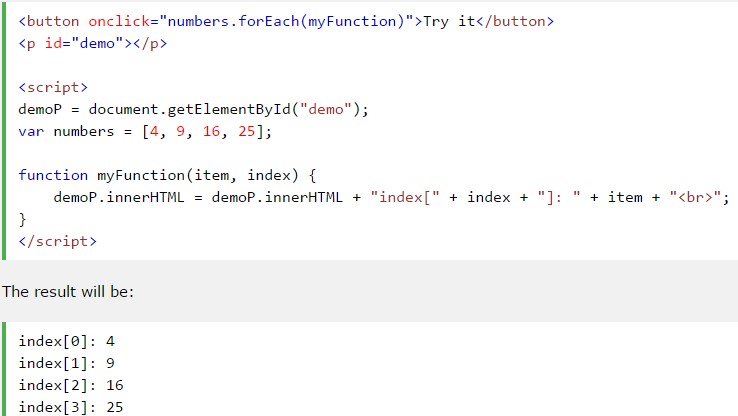 <button onclick="numbers.forEach(myFunction)">Try it</button>
<p id="demo"></p>
<script>
demoP = document.getElementById("demo");
var numbers = [4, 9, 16, 25];
function myFunction(item, index) {
    demoP.innerHTML = demoP.innerHTML + "index[" + index + "]: " + item + "<br>";
}
</script>
The result will be:
index[0]: 4
index[1]: 9
index[2]: 16
index[3]: 25